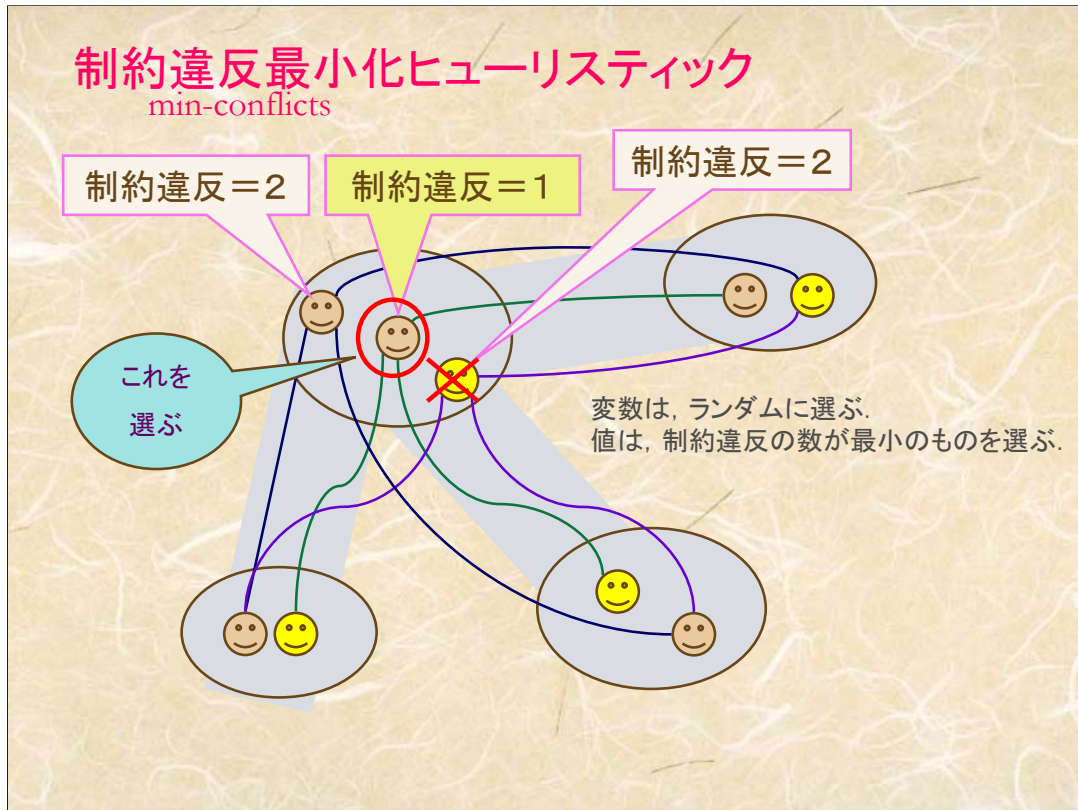 制約違反最小化ヒューリスティック
min-conflicts
制約違反＝２
制約違反＝１
制約違反＝２
これを
選ぶ
変数は，ランダムに選ぶ．
値は，制約違反の数が最小のものを選ぶ．